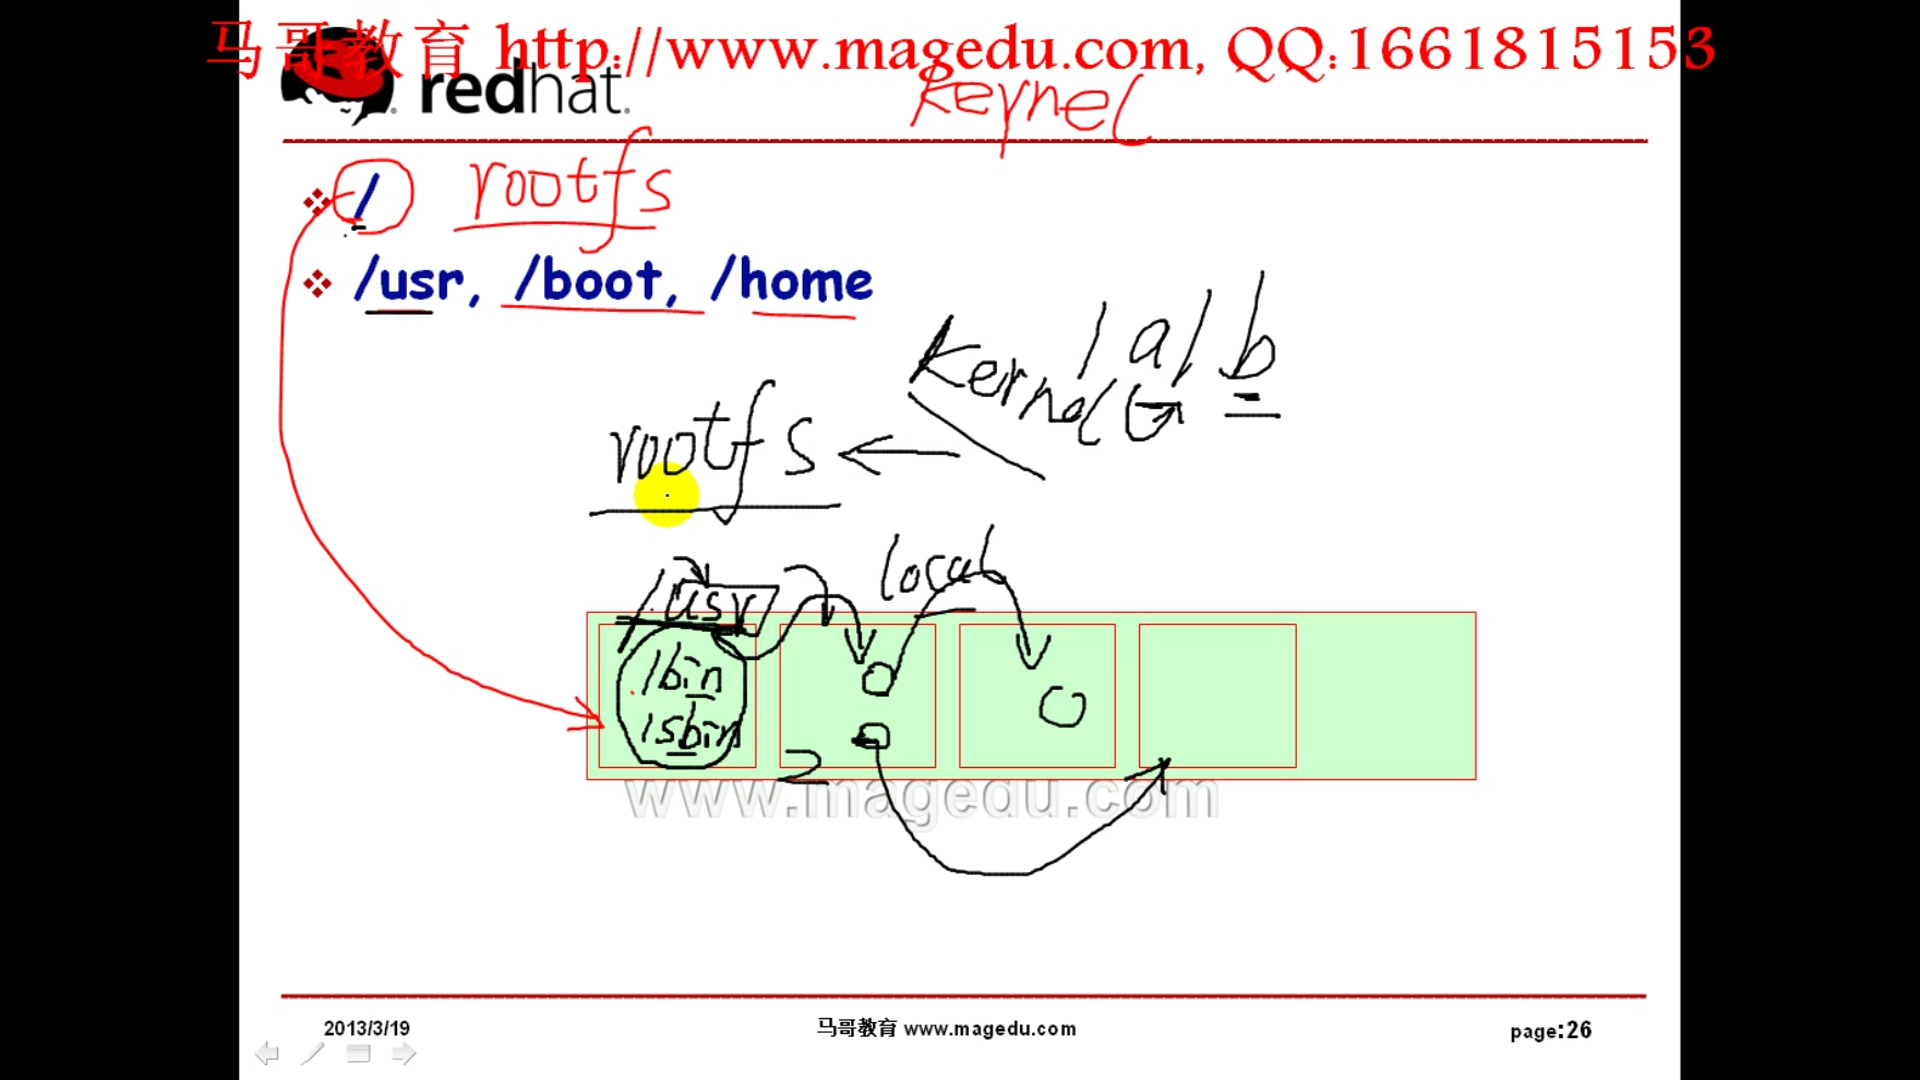 马哥教育 http://www.magedu.com, QQ:1661815153
redhat.
kernel
/ rootfs
/usr, /boot, /home
/a/b
kernel
rootfs
local
/usr
/bin
/sbin
2
www.magedu.com
2013/3/19
马哥教育 www.magedu.com
page:26